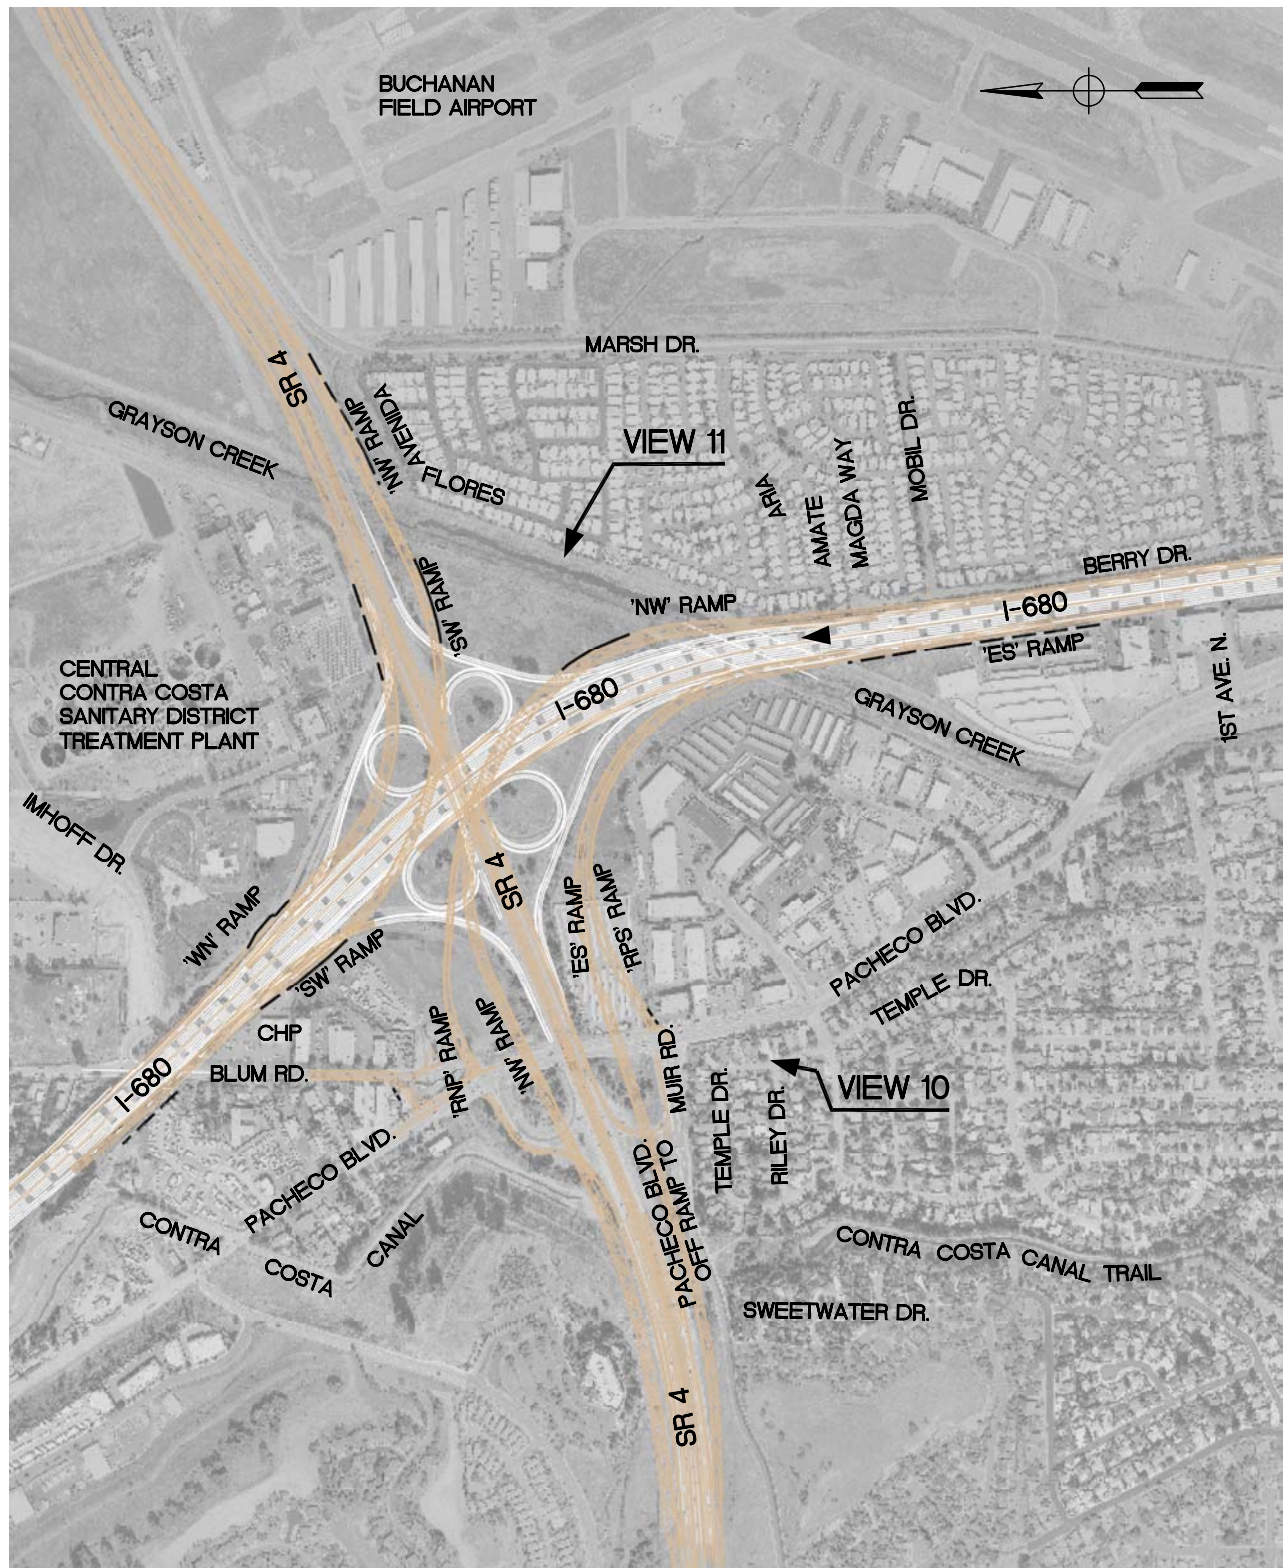 BUCHANAN
FIELD AIRPORT
MARSH DR.
SR 4
GRAYSON CREEK
'NW' RAMP
AVENIDA
FLORES
VIEW 11
ARIA
AMATE
MAGDA WAY
MOBIL DR.
BERRY DR.
'SW' RAMP
'NW' RAMP
I-680
'ES' RAMP
1ST AVE. N.
CENTRAL
CONTRA COSTA
SANITARY DISTRICT
TREATMENT PLANT
I-680
GRAYSON CREEK
IMHOFF DR.
SR 4
'WN' RAMP
'SW' RAMP
'ES' RAMP
'RPS' RAMP
PACHECO BLVD.
TEMPLE DR.
CHP
BLUM RD.
I-680
'RNP' RAMP
'NW' RAMP
MUIR RD.
TEMPLE DR.
RILEY DR.
VIEW 10
PACHECO BLVD.
PACHECO BLVD.
OFF RAMP TO
CONTRA
COSTA
CANAL
CONTRA COSTA CANAL TRAIL
SWEETWATER DR.
SR 4